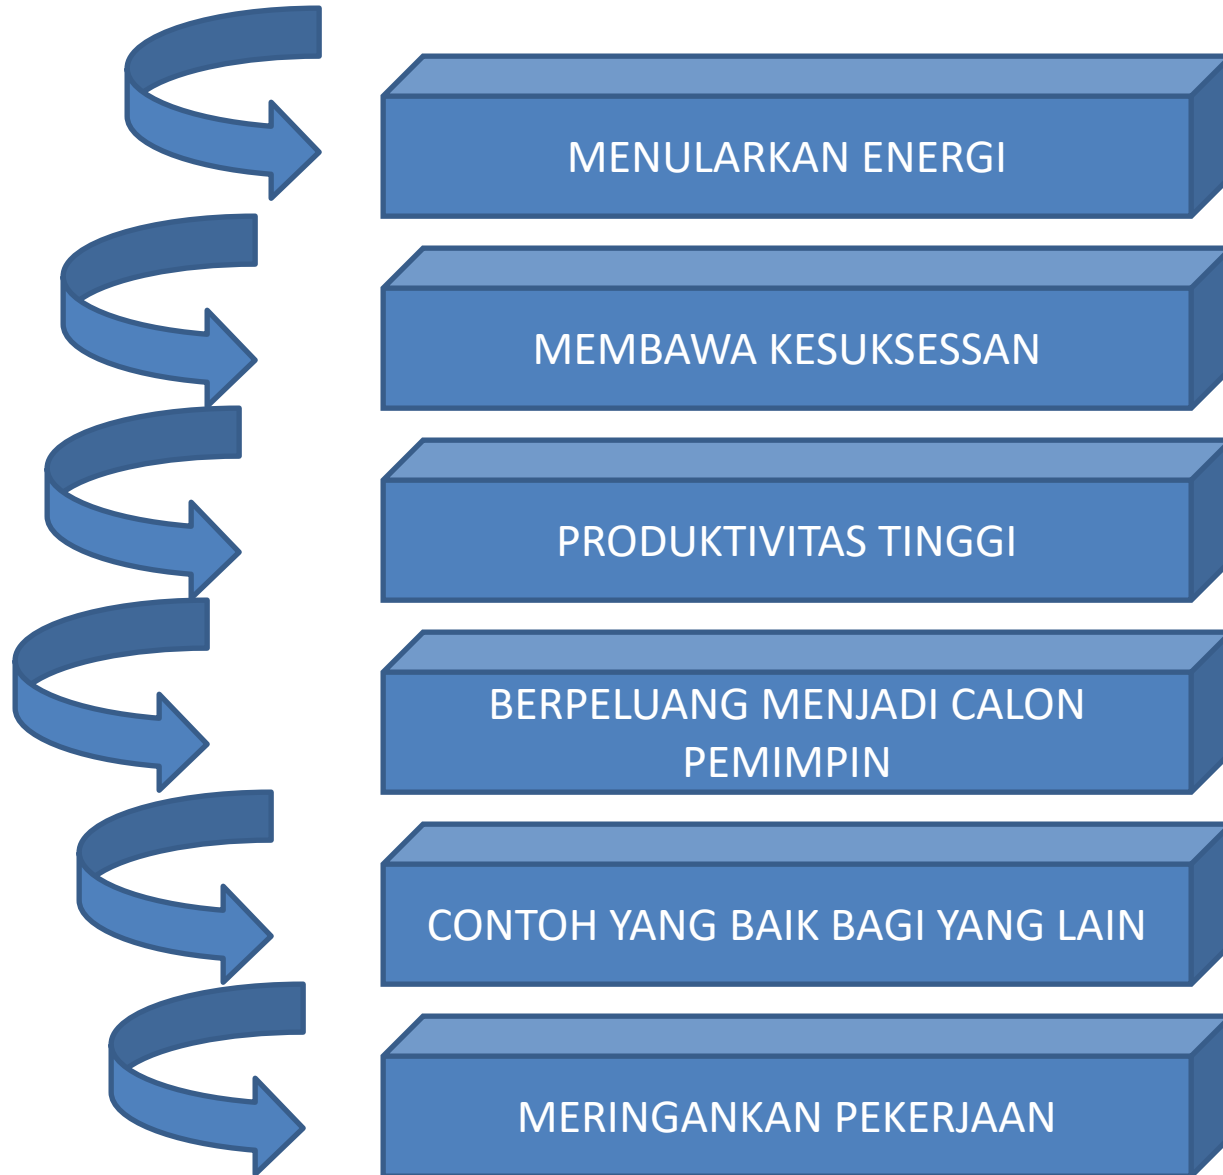 MENULARKAN ENERGI
MEMBAWA KESUKSESSAN
PRODUKTIVITAS TINGGI
BERPELUANG MENJADI CALON
PEMIMPIN
CONTOH YANG BAIK BAGI YANG LAIN
MERINGANKAN PEKERJAAN